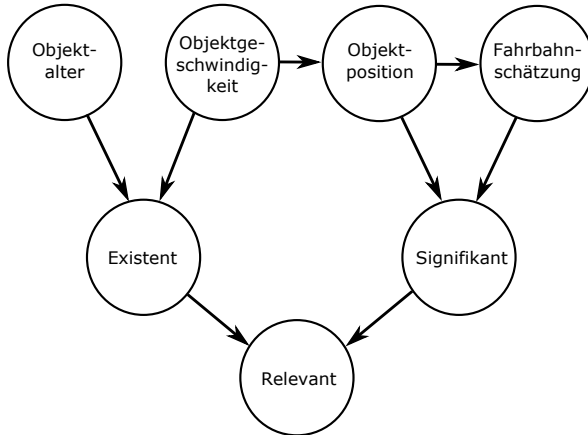 Objekt-
alter
Objektge-
schwindig-
keit
Objekt-
position
Fahrbahn-
schätzung
Existent
Signifikant
Relevant